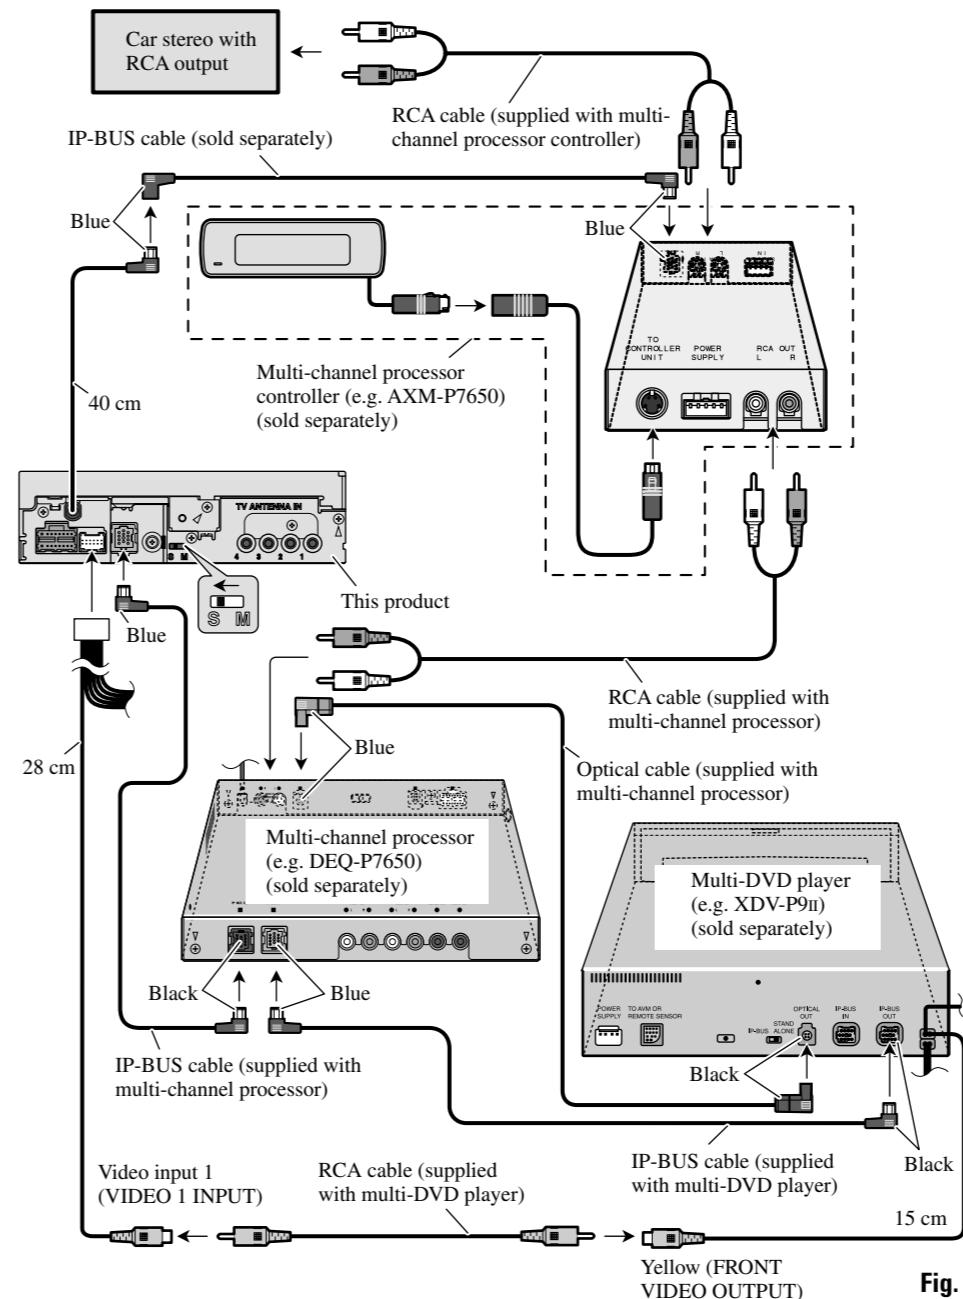 Car stereo with
RCA output
RCA cable (supplied with multi-
channel processor controller)
IP-BUS cable (sold separately)
Blue
Blue
IN
TO
CONTROLLER
UNIT
POWER
SUPPLY
RCA OUT
L R
Multi-channel processor
controller (e.g. AXM-P7650)
(sold separately)
40 cm
TV ANTENNA IN
4 3 2 1
S M
S M
This product
Blue
RCA cable (supplied with
multi-channel processor)
28 cm
Blue
Optical cable (supplied with
multi-channel processor)
Multi-channel processor
(e.g. DEQ-P7650)
(sold separately)
Multi-DVD player
(e.g. XDV-P9II)
(sold separately)
Black
Blue
POWER
SUPPLY
TO AVM OR
REMOTE SENSOR
IP-BUS
STAND
ALONE
OPTICAL
OUT
IP-BUS
IN
IP-BUS
OUT
Black
IP-BUS cable (supplied with
multi-channel processor)
IP-BUS cable (supplied
with multi-DVD player)
Black
Video input 1
(VIDEO 1 INPUT)
RCA cable (supplied
with multi-DVD player)
15 cm
Yellow (FRONT
VIDEO OUTPUT)
Fig.